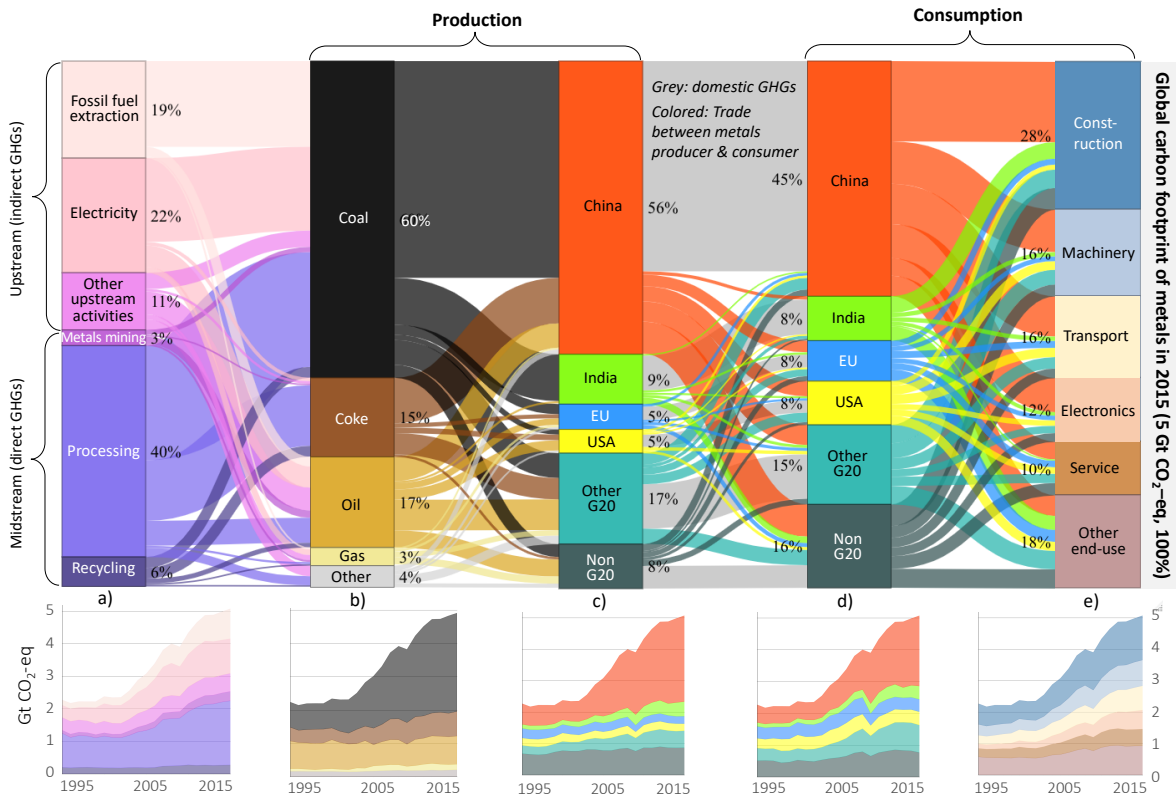 Production
Consumption
Upstream (indirect GHGs)
Midstream (direct GHGs)
Fossil fuel
extraction
19%
Electricity
22%
Other
upstream
activities
11%
Metals mining
3%
Processing
40%
Recycling
6%
Coal
60%
Coke
15%
Oil
17%
Gas
3%
Other
4%
China
56%
India
9%
EU
5%
USA
5%
Other
G20
17%
Non
G20
8%
Grey: domestic GHGs
Colored: Trade
between metals
producer & consumer
45%
China
8%
India
8%
EU
8%
USA
15%
Other
G20
16%
Non
G20
28%
Const-
ruction
16%
Machinery
16%
Transport
12%
Electronics
10%
Service
18%
Other
end-use
Global carbon footprint of metals in 2015 (5 Gt CO₂–eq, 100%)
a)
b)
c)
d)
e)
Gt CO₂-eq
5
4
3
2
1
0
1995
2005
2015
1995
2005
2015
1995
2005
2015
1995
2005
2015
1995
2005
2015
5
4
3
2
1
0